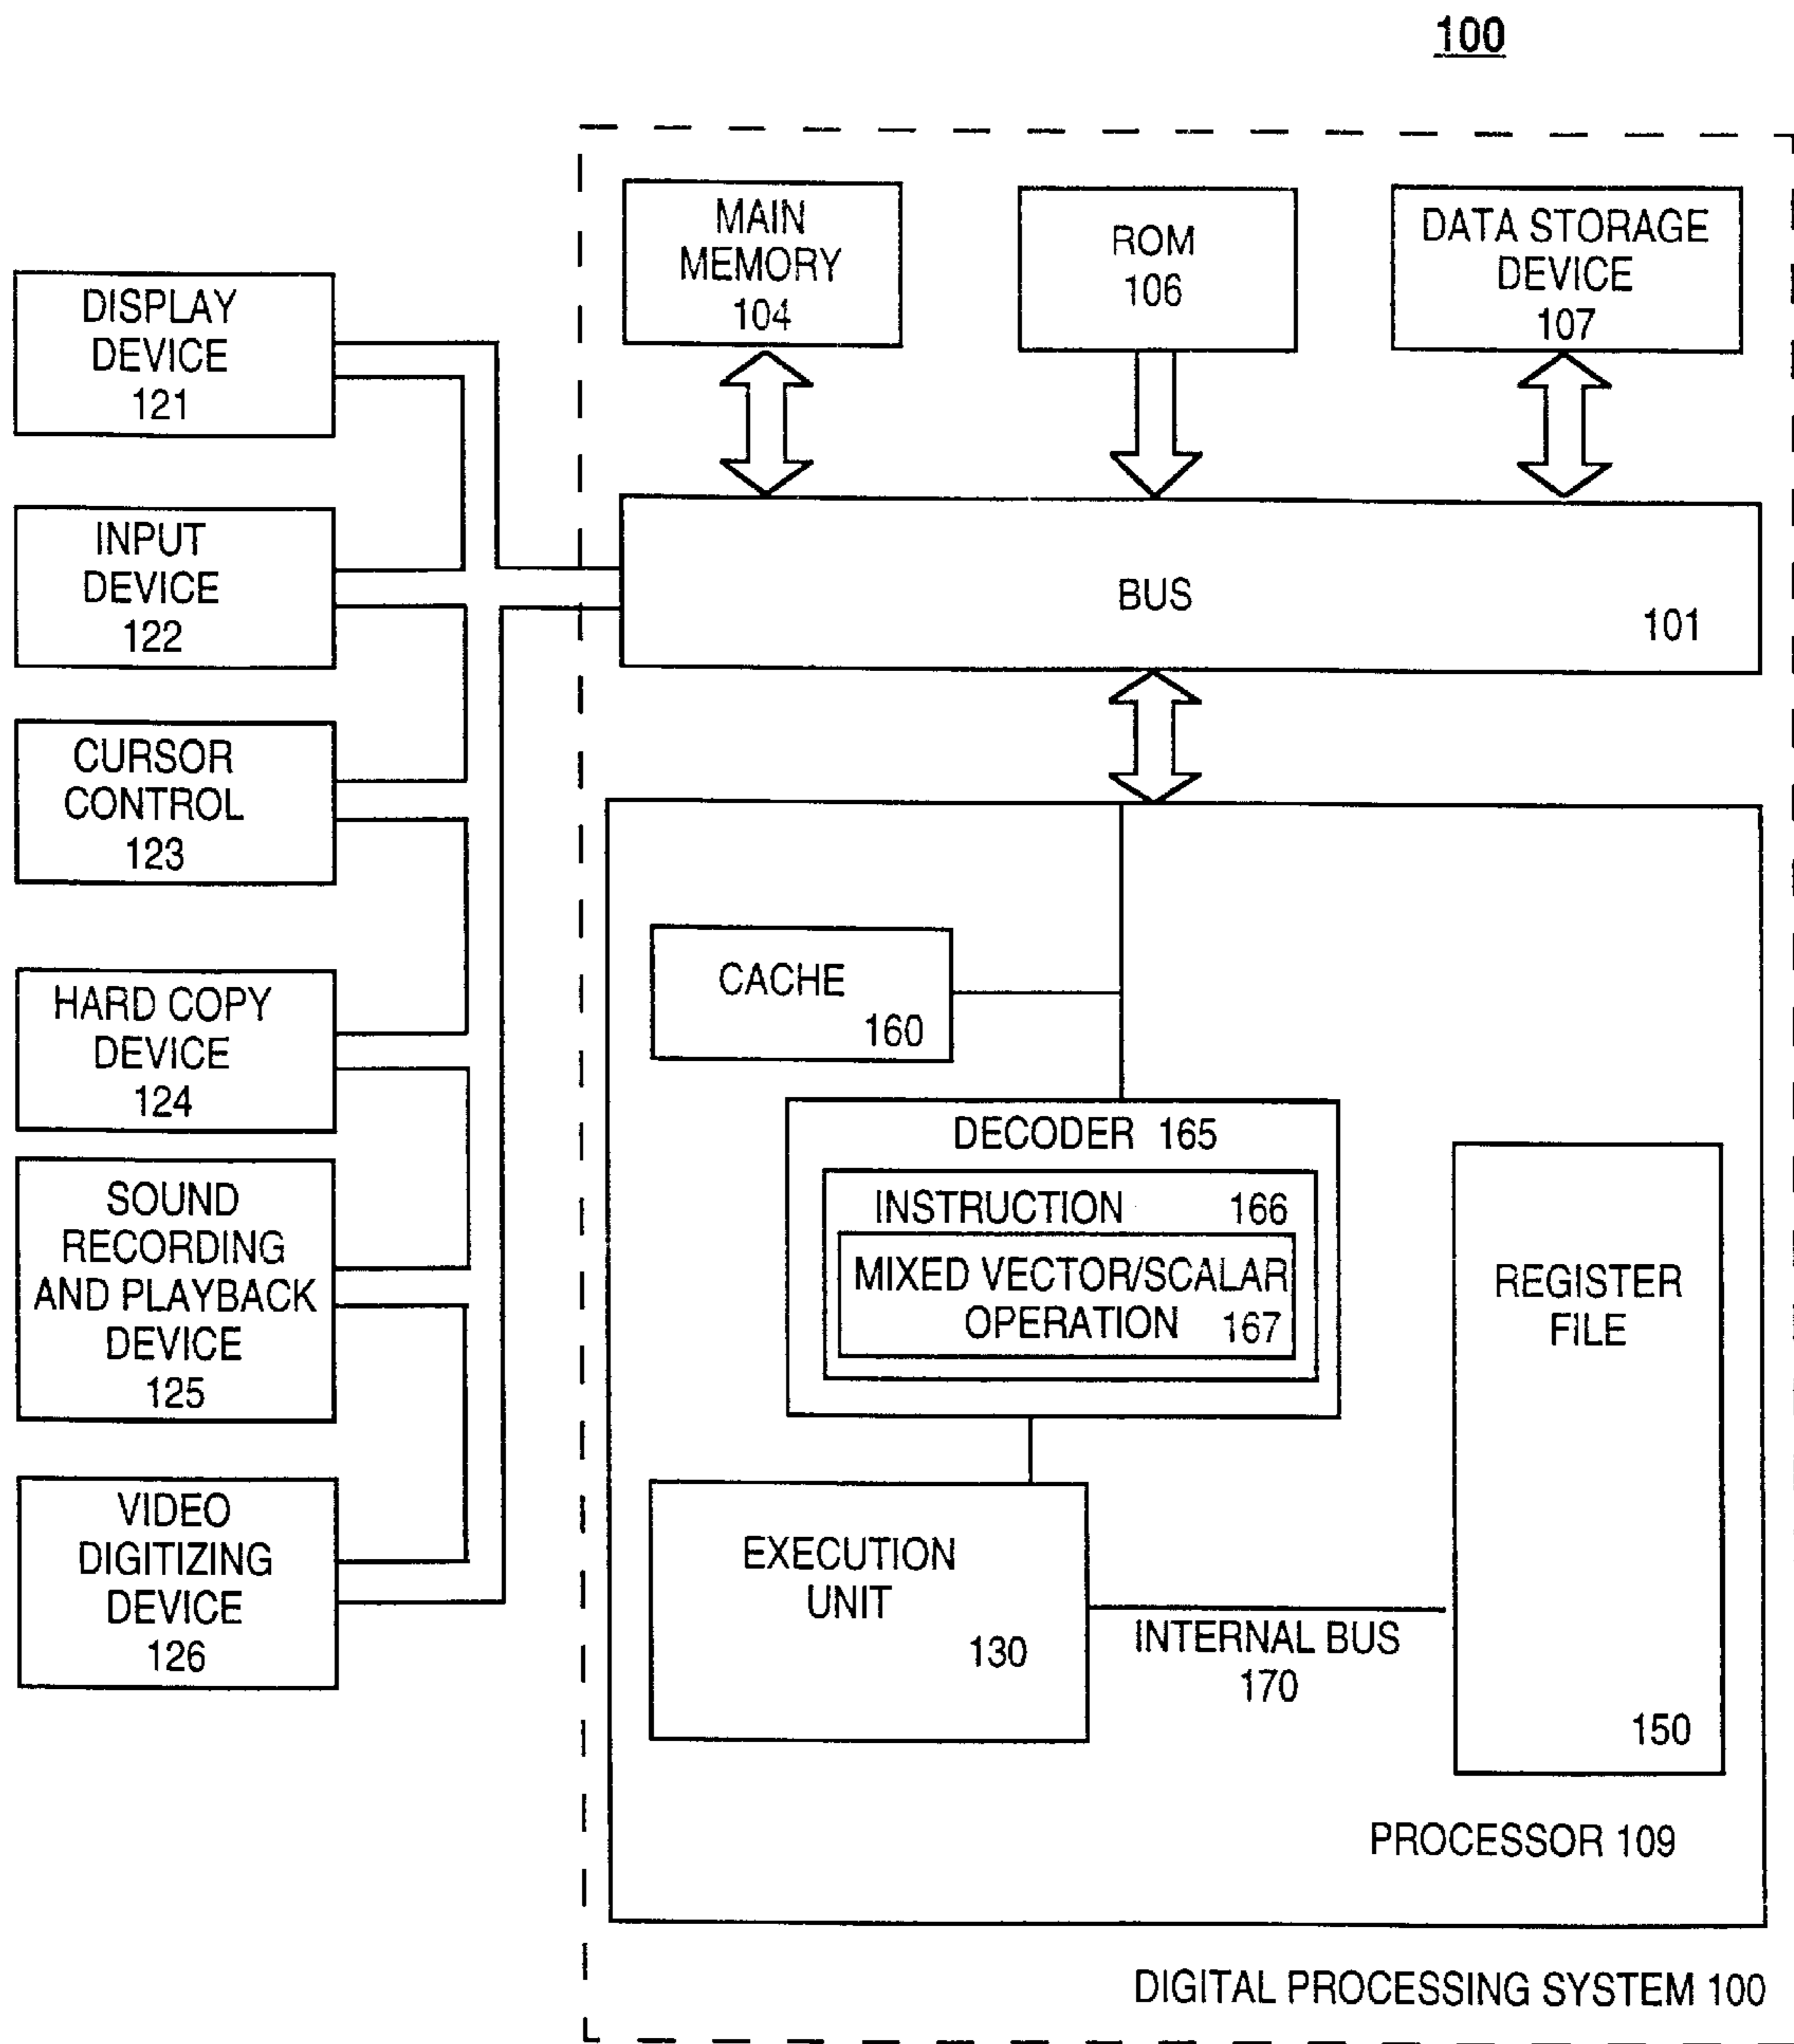 100
MAIN
MEMORY
104
ROM
106
DATA STORAGE
DEVICE
107
DISPLAY
DEVICE
121
INPUT
DEVICE
122
CURSOR
CONTROL
123
HARD COPY
DEVICE
124
SOUND
RECORDING
AND PLAYBACK
DEVICE
125
VIDEO
DIGITIZING
DEVICE
126
BUS
101
CACHE
160
DECODER 165
INSTRUCTION 166
MIXED VECTOR/SCALAR
OPERATION 167
REGISTER
FILE
150
EXECUTION
UNIT
130
INTERNAL BUS
170
PROCESSOR 109
DIGITAL PROCESSING SYSTEM 100